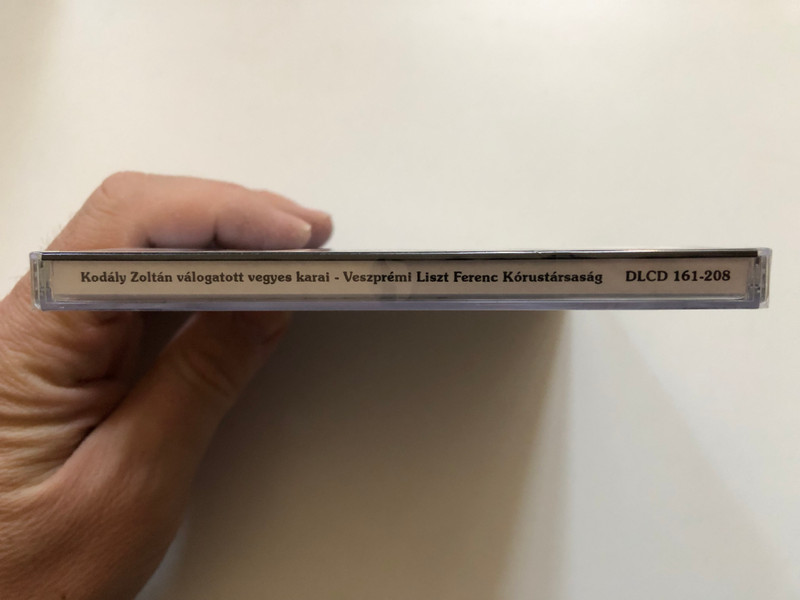 Kodály Zoltán válogatott vegyes karai - Veszprémi Liszt Ferenc Kórustársaság DLCD 161-208